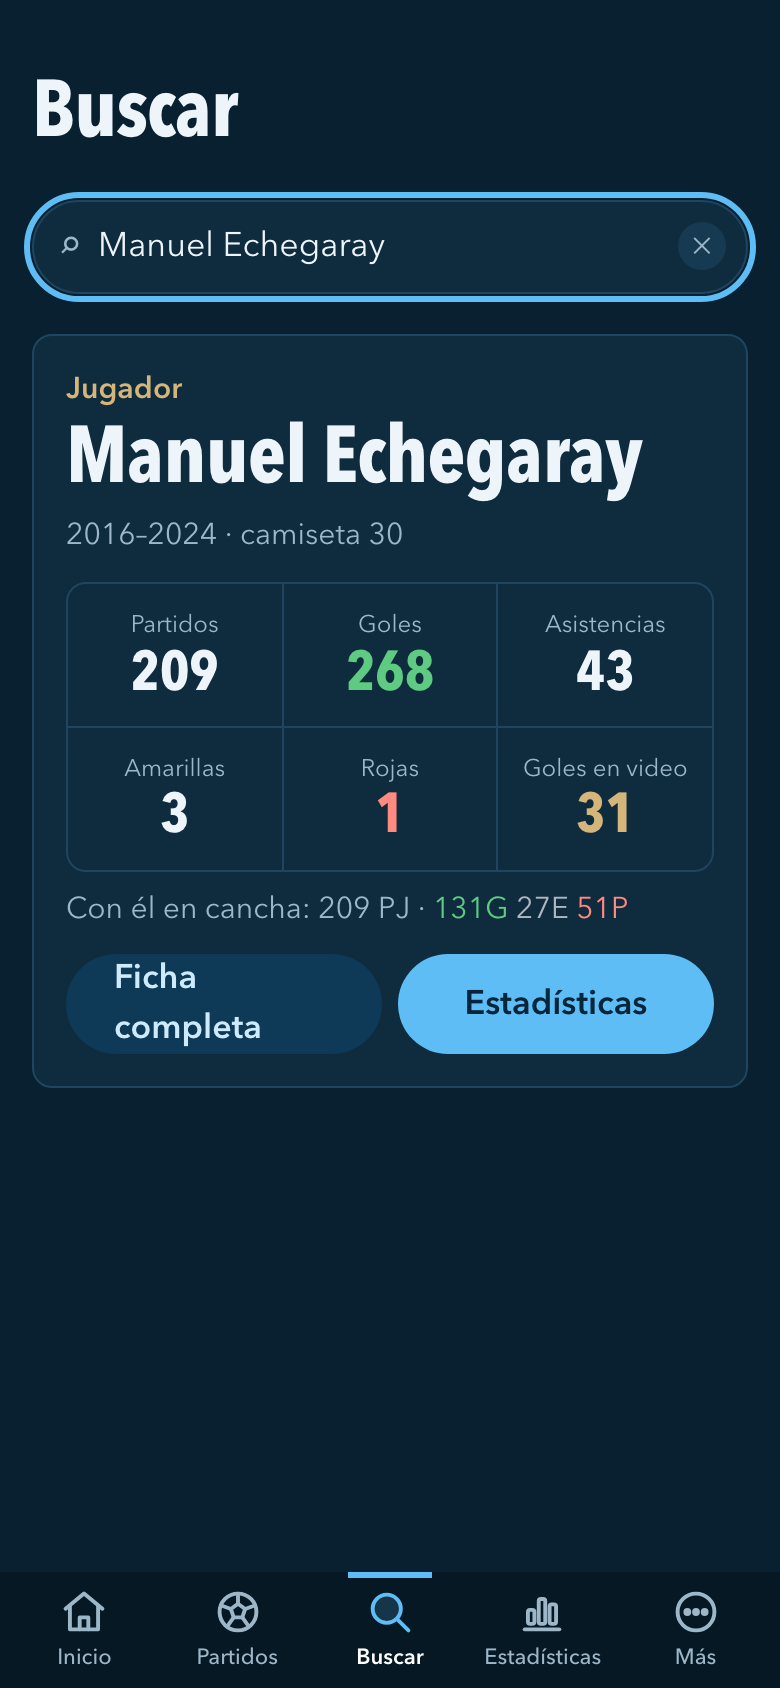 Buscar
Manuel Echegaray
Jugador
Manuel Echegaray
2016–2024 · camiseta 30
Partidos Goles Asistencias
209 268 43
Amarillas Rojas Goles en video
3 1 31
Con él en cancha: 209 PJ · 131G 27E 51P
Ficha completa
Estadísticas
Inicio Partidos Buscar Estadísticas Más